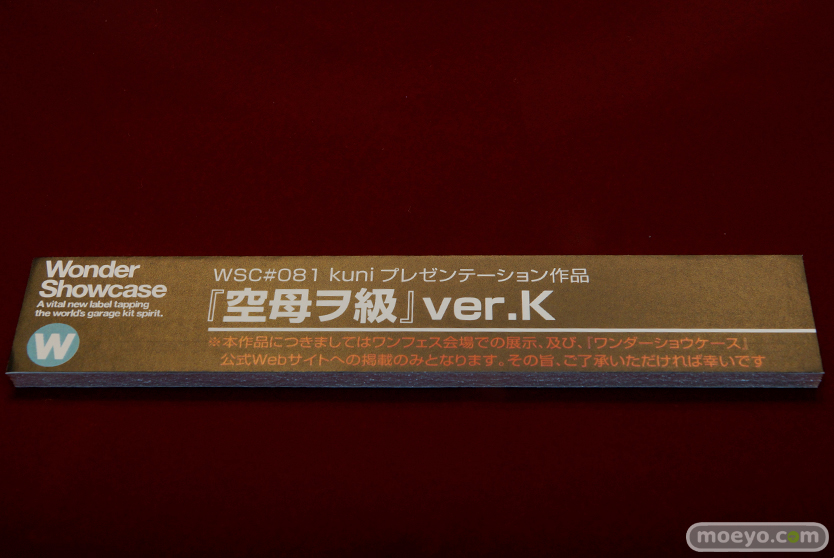 Wonder
Showcase
A vital new label tapping
the world's garage kit spirit.
W
WSC#081 kuni プレゼンテーション作品
『空母ヲ級』ver.K
※本作品につきましてはワンフェス会場での展示、及び、『ワンダーショウケース』
公式Webサイトへの掲載のみとなります。その旨、ご了承いただければ幸いです
moeyo.com